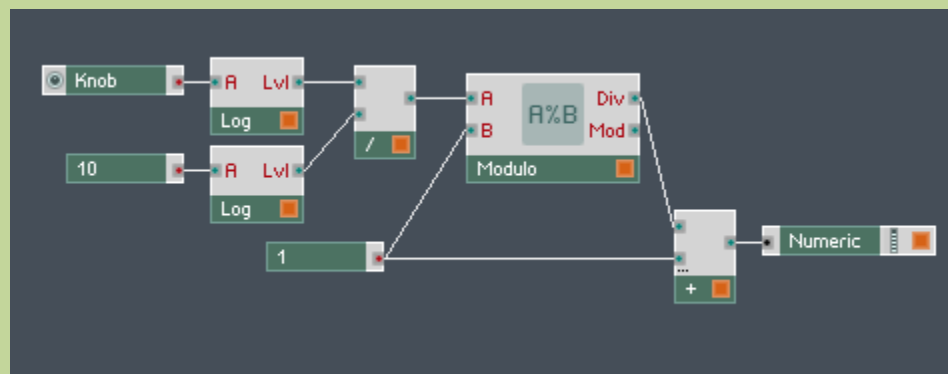 Knob
A Lvl
Log
10
A Lvl
Log
/
A Div
B Mod
A%B
Modulo
1
...
+
Numeric